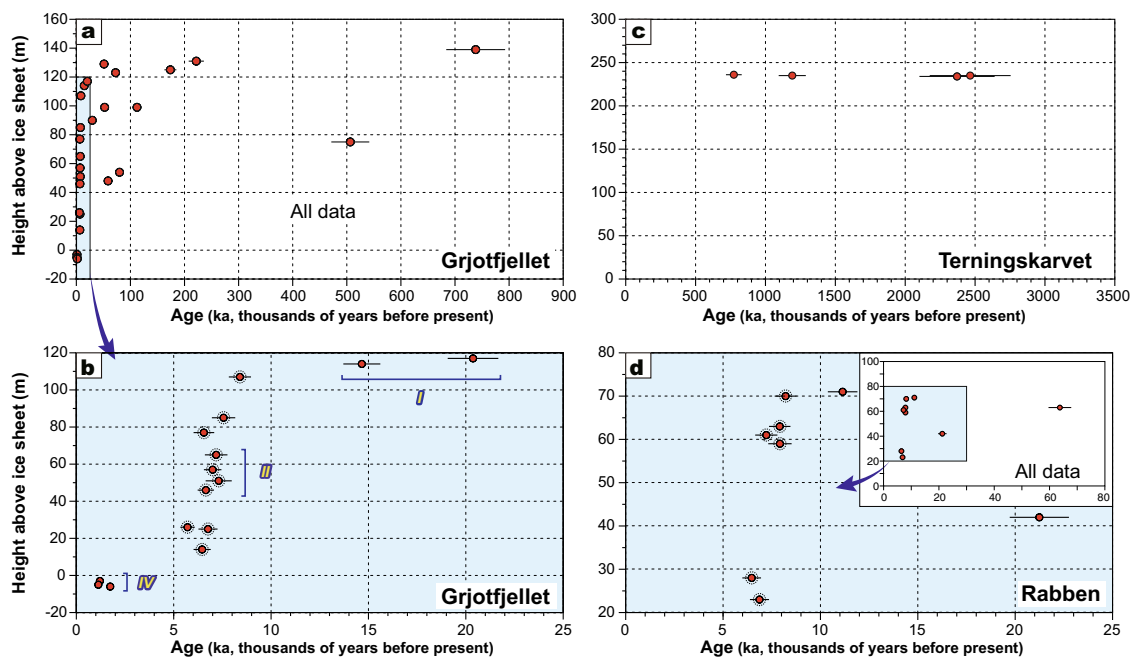 a
Height above ice sheet (m)
160
140
120
100
80
60
40
20
0
-20
0 100 200 300 400 500 600 700 800 900
All data
Grjotfjellet
Age (ka, thousands of years before present)
c
300
250
200
150
100
50
0
0 500 1000 1500 2000 2500 3000 3500
Terningskarvet
Age (ka, thousands of years before present)
b
Height above ice sheet (m)
120
100
80
60
40
20
0
-20
0 5 10 15 20 25
I
II
IV
Grjotfjellet
Age (ka, thousands of years before present)
d
80
70
60
50
40
30
20
0 5 10 15 20 25
100
80
60
40
20
0
0 20 40 60 80
All data
Rabben
Age (ka, thousands of years before present)